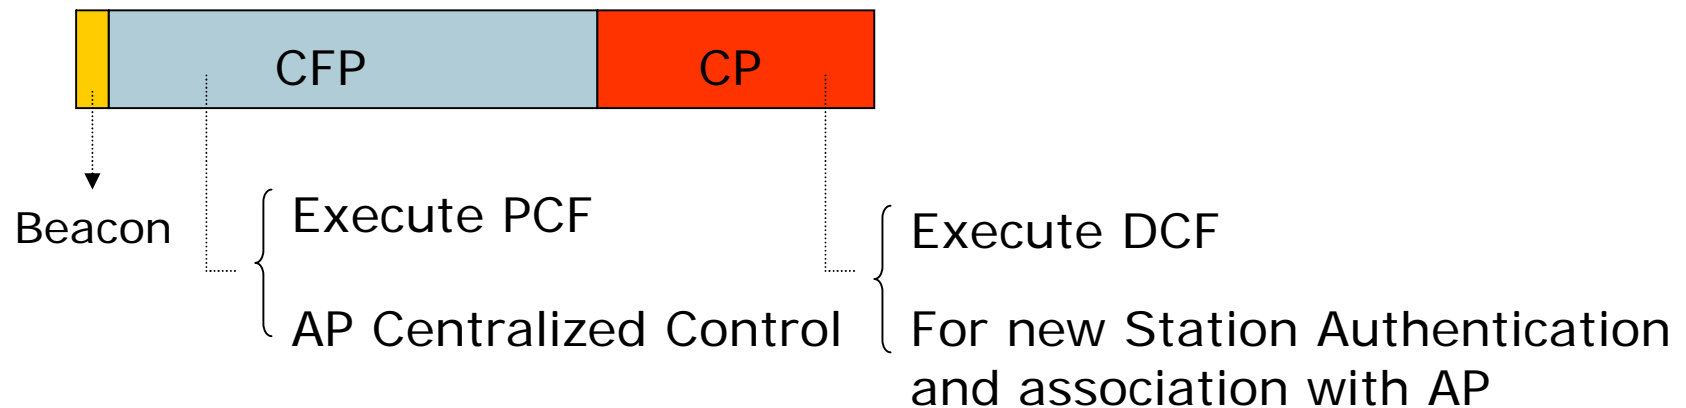 CFP
CP
Beacon
Execute PCF
AP Centralized Control
Execute DCF
For new Station Authentication
and association with AP